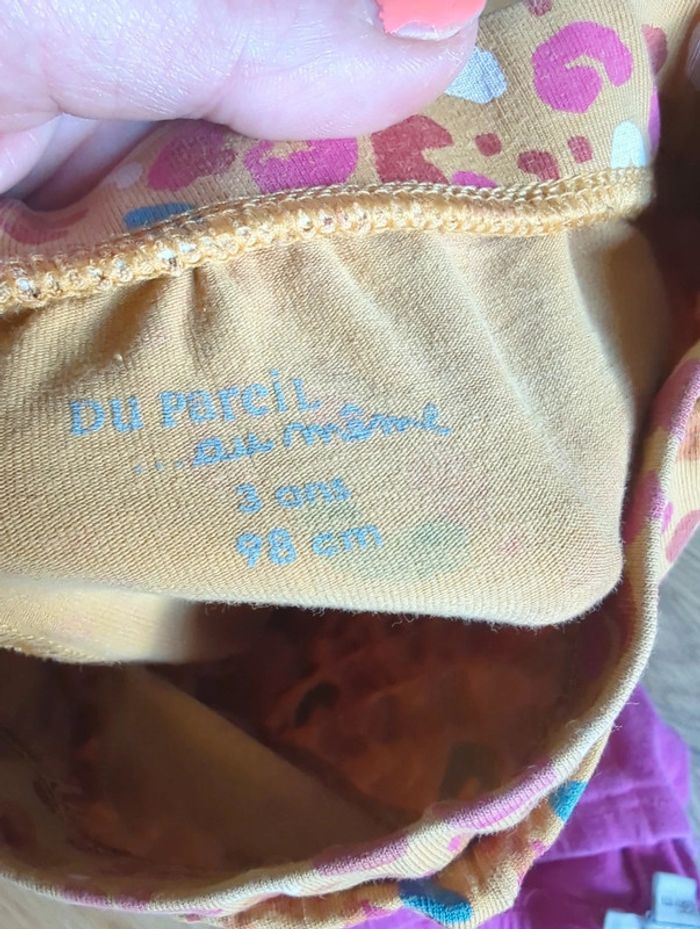 Du Pareil
...au même
3 ans
98 cm